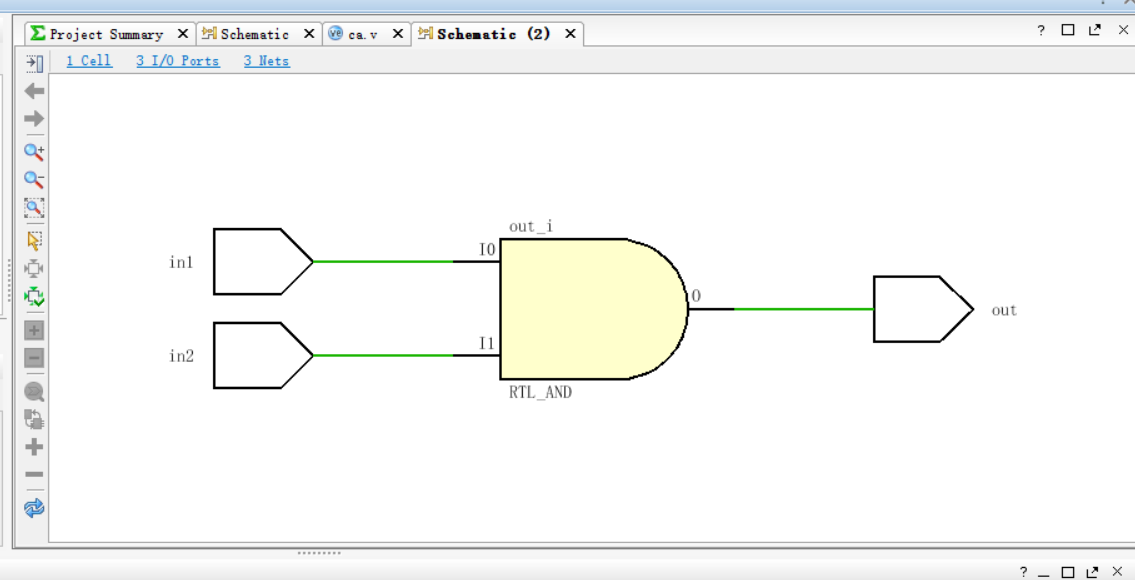 Project Summary Schematic ca.v Schematic (2)
1 Cell 3 I/O Ports 3 Nets
out_i
in1 I0
O
out
in2 I1
RTL_AND